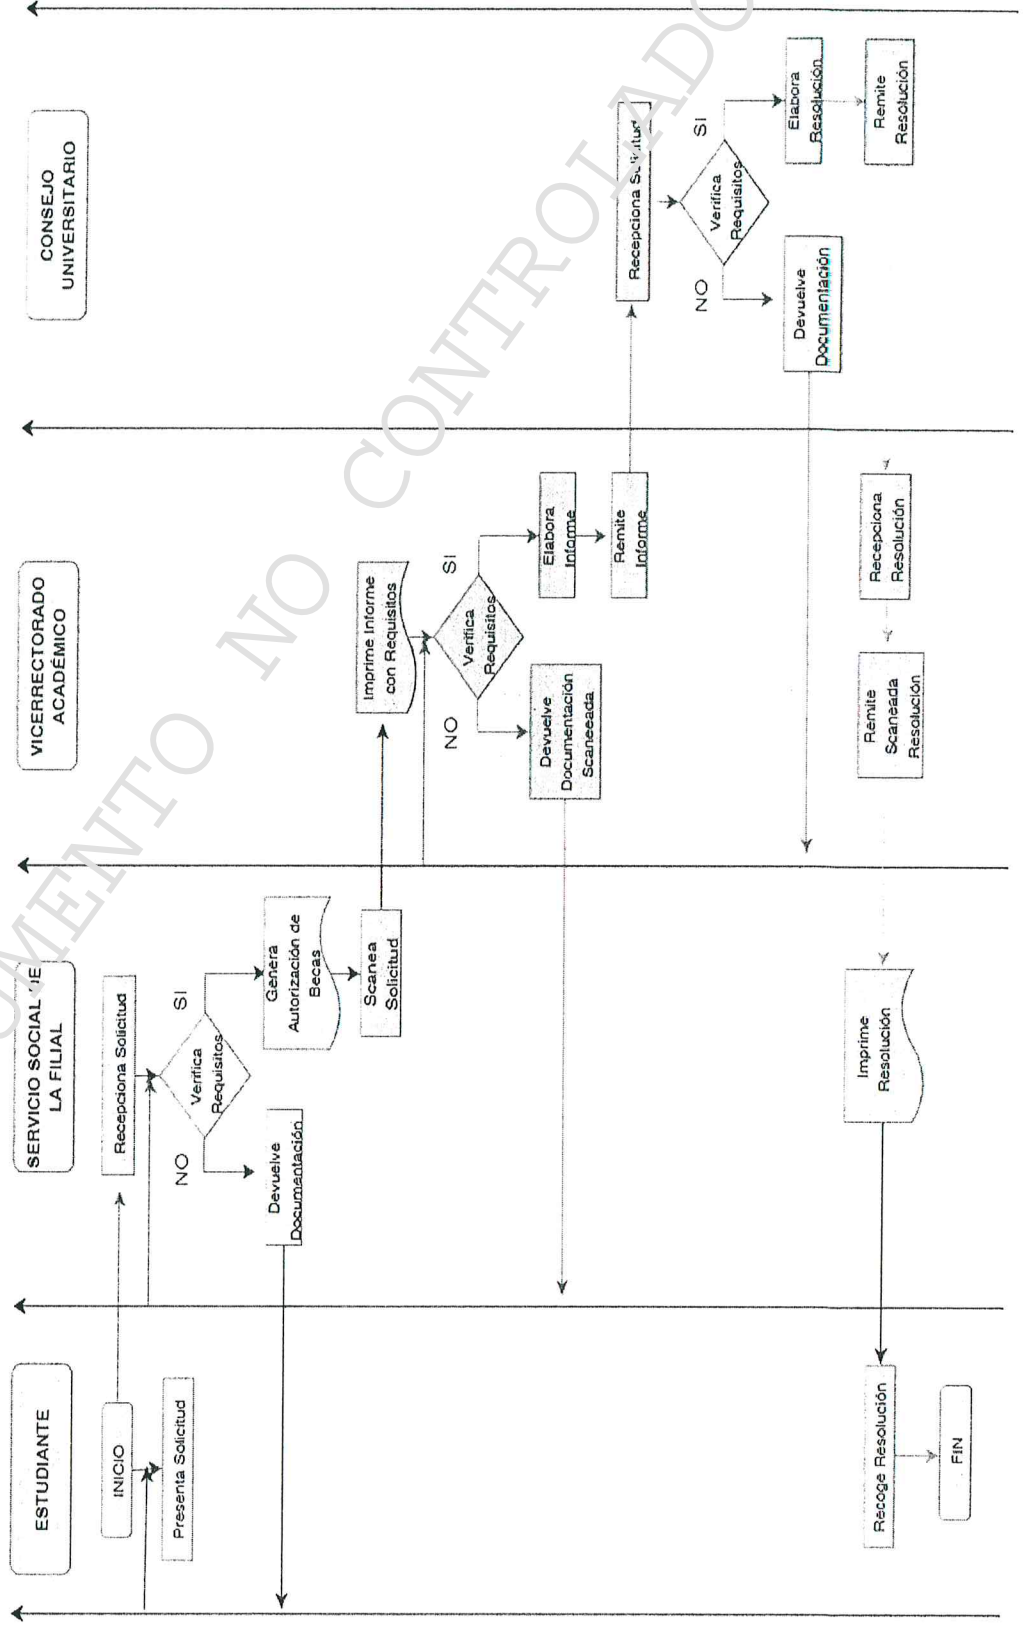 ESTUDIANTE
INICIO
Presenta Solicitud
Recoge Resolución
FIN
SERVICIO SOCIAL DE
LA FILIAL
Recepciona Solicitud
Verifica
Requisitos
NO
SI
Devuelve
Documentación
Genera
Autorización de
Becas
Scanea
Solicitud
Imprime
Resolución
VICERRECTORADO
ACADÉMICO
Imprime Informe
con Requisitos
Verifica
Requisitos
NO
SI
Devuelve
Documentación
Scaneeada
Elabora
Informe
Remite
Informe
Recepciona
Resolución
Remite
Scaneada
Resolución
CONSEJO
UNIVERSITARIO
Recepciona Solicitud
Verifica
Requisitos
NO
SI
Devuelve
Documentación
Elabora
Resolución
Remite
Resolución
NO CONTROLADO